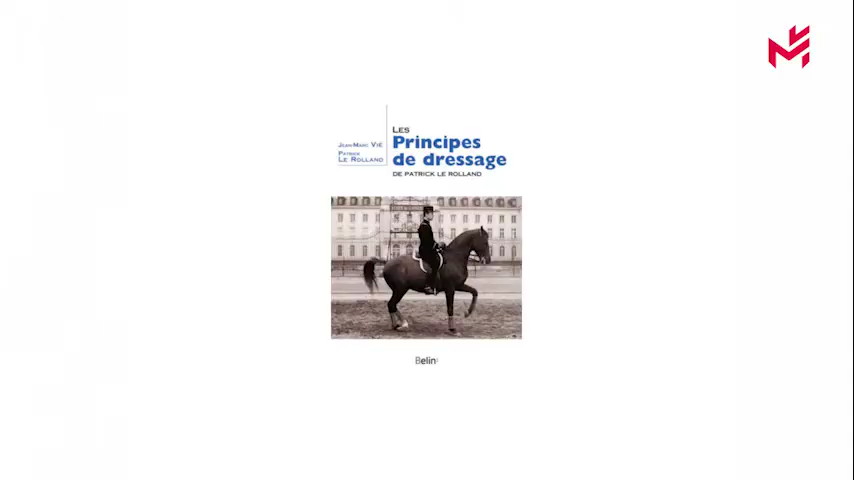 LES
Principes
de dressage
DE PATRICK LE ROLLAND
JEAN-MARC VIÉ
PATRICK
LE ROLLAND
Belin: